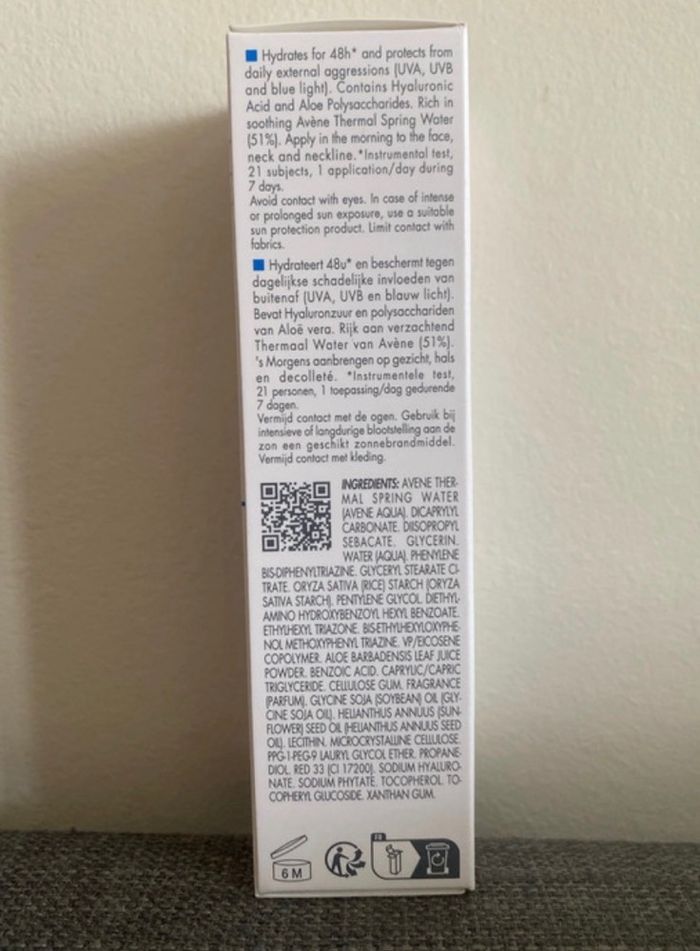 Hydrates for 48h* and protects from
daily external aggressions (UVA, UVB
and blue light). Contains Hyaluronic
Acid and Aloe Polysaccharides. Rich in
soothing Avène Thermal Spring Water
(51%). Apply in the morning to the face,
neck and neckline. *Instrumental test,
21 subjects, 1 application/day during
7 days.
Avoid contact with eyes. In case of intense
or prolonged sun exposure, use a suitable
sun protection product. Limit contact with
fabrics.
Hydrateert 48u* en beschermt tegen
dagelijkse schadelijke invloeden van
buitenaf (UVA, UVB en blauw licht).
Bevat Hyaluronzuur en polysacchariden
van Aloë vera. Rijk aan verzachtend
Thermaal Water van Avène (51%).
's Morgens aanbrengen op gezicht, hals
en decolleté. *Instrumentele test,
21 personen, 1 toepassing/dag gedurende
7 dagen.
Vermijd contact met de ogen. Gebruik bij
intensieve of langdurige blootstelling aan de
zon een geschikt zonnebrandmiddel.
Vermijd contact met kleding.
INGREDIENTS: AVENE THER-
MAL SPRING WATER
(AVENE AQUA). DICAPRYLYL
CARBONATE. DIISOPROPYL
SEBACATE. GLYCERIN.
WATER (AQUA). PHENYLENE
BIS-DIPHENYLTRIAZINE. GLYCERYL STEARATE CI-
TRATE. ORYZA SATIVA (RICE) STARCH (ORYZA
SATIVA STARCH). PENTYLENE GLYCOL. DIETHYL-
AMINO HYDROXYBENZOYL HEXYL BENZOATE.
ETHYLHEXYL TRIAZONE. BIS-ETHYLHEXYLOXYPHE-
NOL METHOXYPHENYL TRIAZINE. VP/EICOSENE
COPOLYMER. ALOE BARBADENSIS LEAF JUICE
POWDER. BENZOIC ACID. CAPRYLIC/CAPRIC
TRIGLYCERIDE. CELLULOSE GUM. FRAGRANCE
(PARFUM). GLYCINE SOJA (SOYBEAN) OIL (GLY-
CINE SOJA OIL). HELIANTHUS ANNUUS (SUN-
FLOWER) SEED OIL (HELIANTHUS ANNUUS SEED
OIL). LECITHIN. MICROCRYSTALLINE CELLULOSE.
PPG-1-PEG-9 LAURYL GLYCOL ETHER. PROPANE-
DIOL. RED 33 (CI 17200). SODIUM HYALURO-
NATE. SODIUM PHYTATE. TOCOPHEROL. TO-
COPHERYL GLUCOSIDE. XANTHAN GUM.
6 M
FR